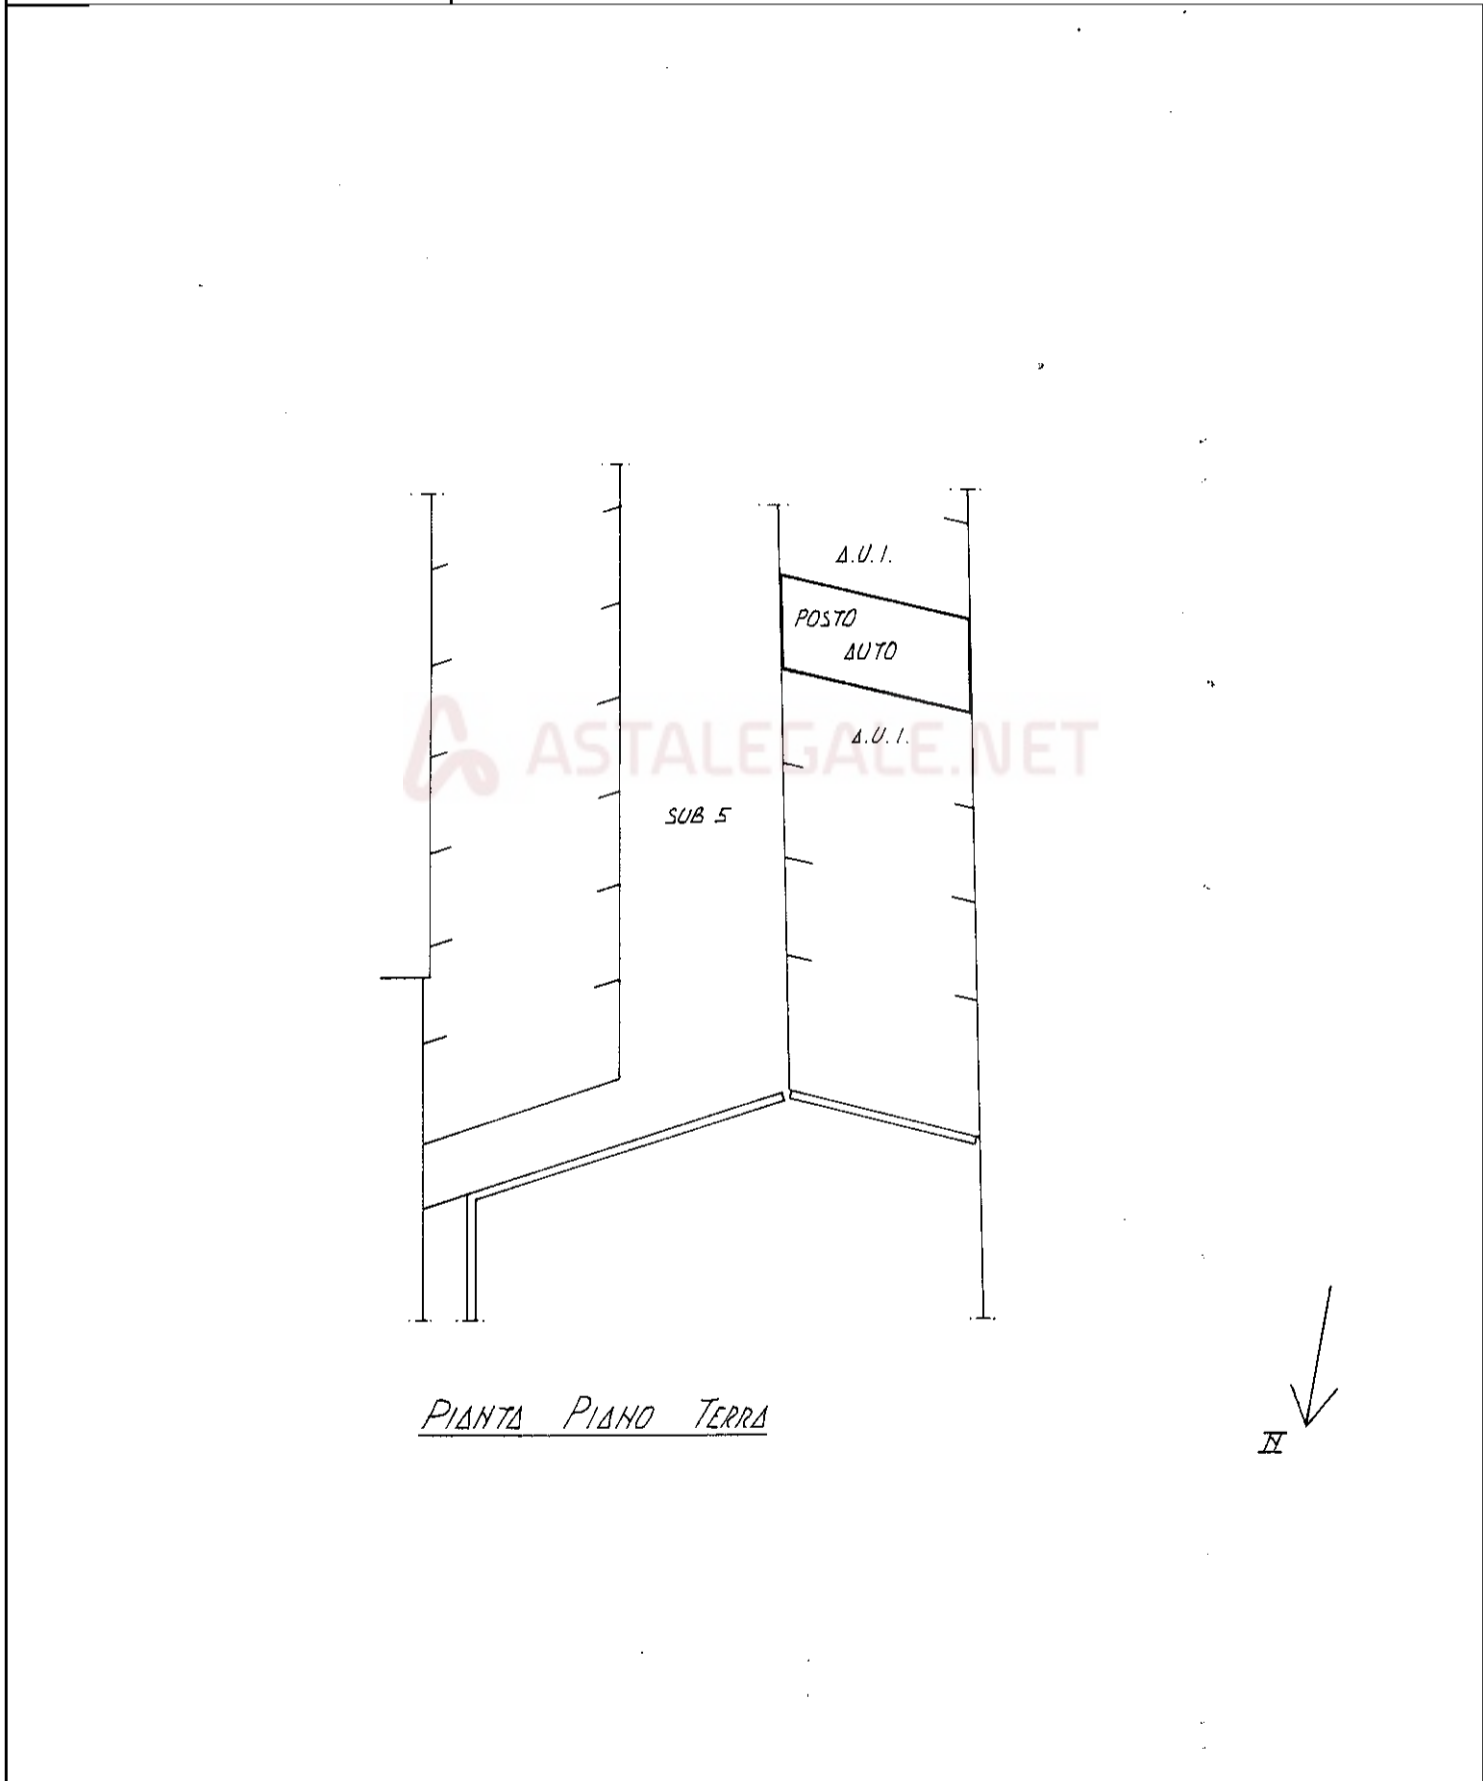 A.U.I.
POSTO
AUTO
A.U.I.
ASTALEGALE.NET
SUB 5
PIANTA PIANO TERRA
N